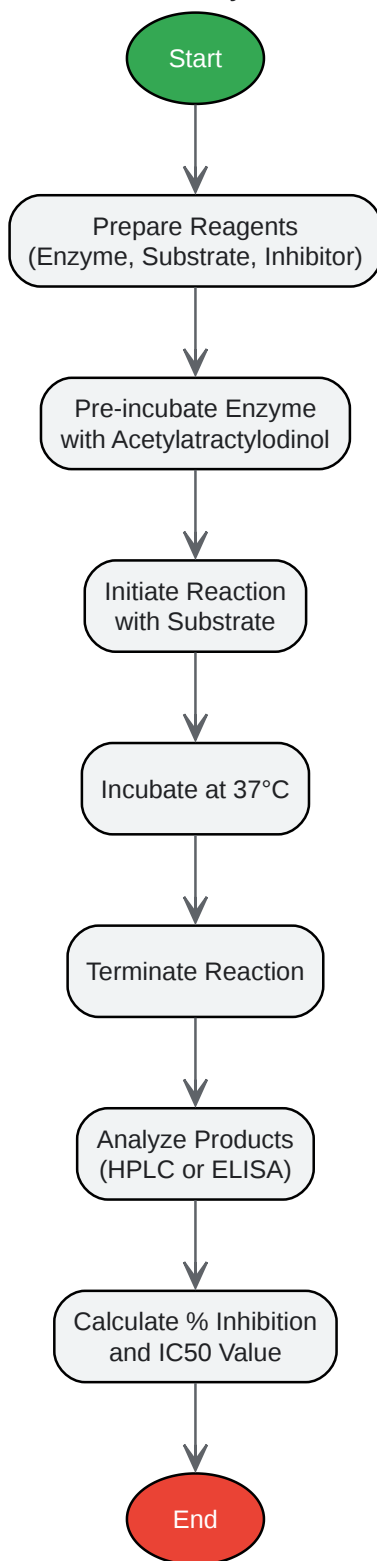 Start
Prepare Reagents
(Enzyme, Substrate, Inhibitor)
Pre-incubate Enzyme
with Acetylatractylodinol
Initiate Reaction
with Substrate
Incubate at 37°C
Terminate Reaction
Analyze Products
(HPLC or ELISA)
Calculate % Inhibition
and IC50 Value
End